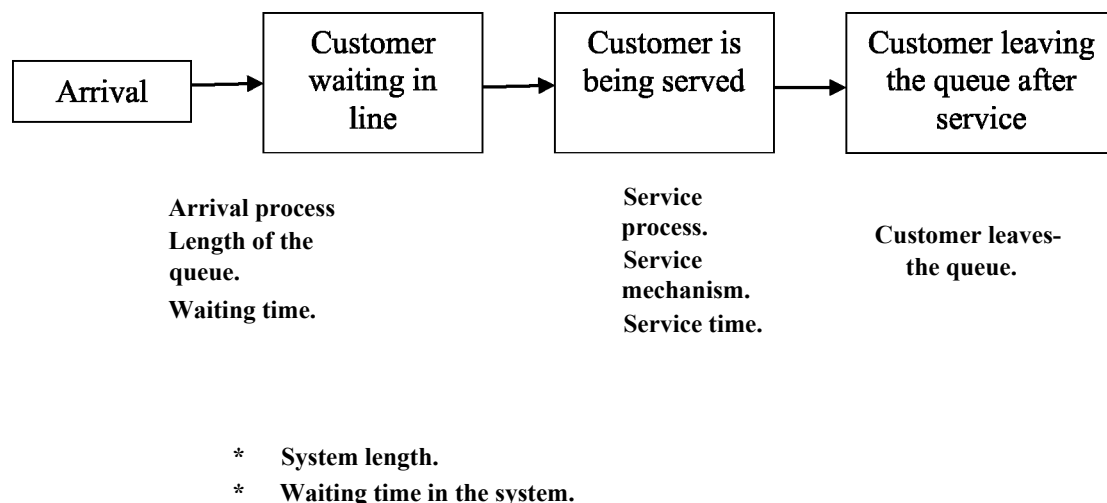 Arrival
Customer
waiting in
line
Customer is
being served
Customer leaving
the queue after
service
Arrival process
Length of the
queue.
Waiting time.
Service
process.
Service
mechanism.
Service time.
Customer leaves-
the queue.
* System length.
* Waiting time in the system.